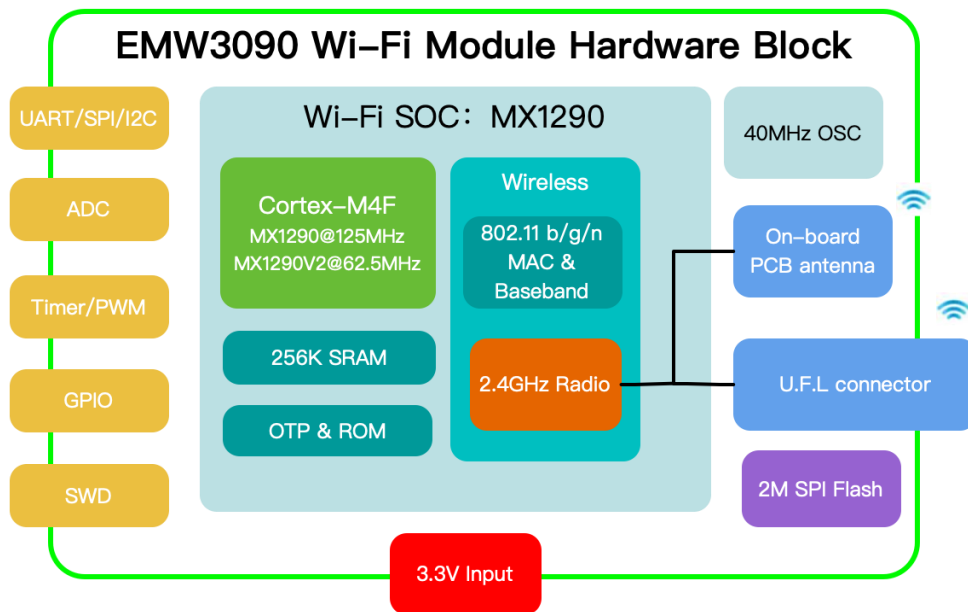 EMW3090 Wi-Fi Module Hardware Block
UART/SPI/I2C
ADC
Timer/PWM
GPIO
SWD
Wi-Fi SOC：MX1290
Cortex-M4F
MX1290@125MHz
MX1290V2@62.5MHz
256K SRAM
OTP & ROM
Wireless
802.11 b/g/n
MAC &
Baseband
2.4GHz Radio
40MHz OSC
On-board
PCB antenna
U.F.L connector
2M SPI Flash
3.3V Input